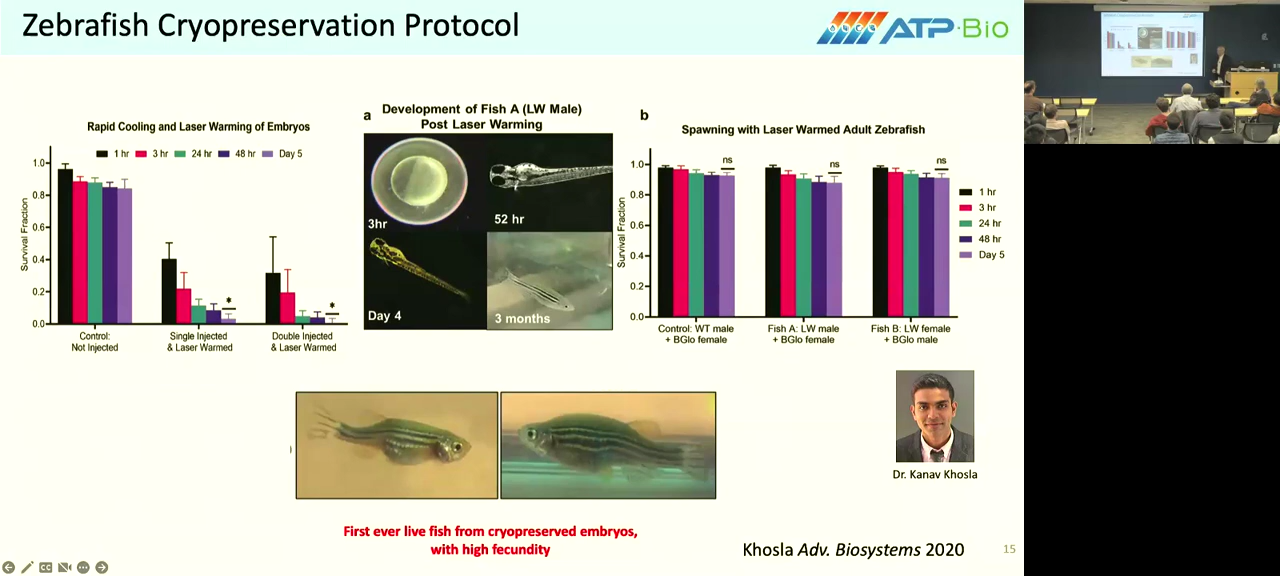 Zebrafish Cryopreservation Protocol
ATP·Bio
Rapid Cooling and Laser Warming of Embryos
1 hr
3 hr
24 hr
48 hr
Day 5
Survival Fraction
1.0
0.8
0.6
0.4
0.2
0.0
*
*
Control:
Not Injected
Single Injected
& Laser Warmed
Double Injected
& Laser Warmed
a
Development of Fish A (LW Male)
Post Laser Warming
3hr
52 hr
Day 4
3 months
b
Spawning with Laser Warmed Adult Zebrafish
Survival Fraction
1.0
0.8
0.6
0.4
0.2
0.0
ns
ns
ns
Control: WT male
+ BGlo female
Fish A: LW male
+ BGlo female
Fish B: LW female
+ BGlo male
1 hr
3 hr
24 hr
48 hr
Day 5
Dr. Kanav Khosla
First ever live fish from cryopreserved embryos,
with high fecundity
Khosla Adv. Biosystems 2020
15
CC